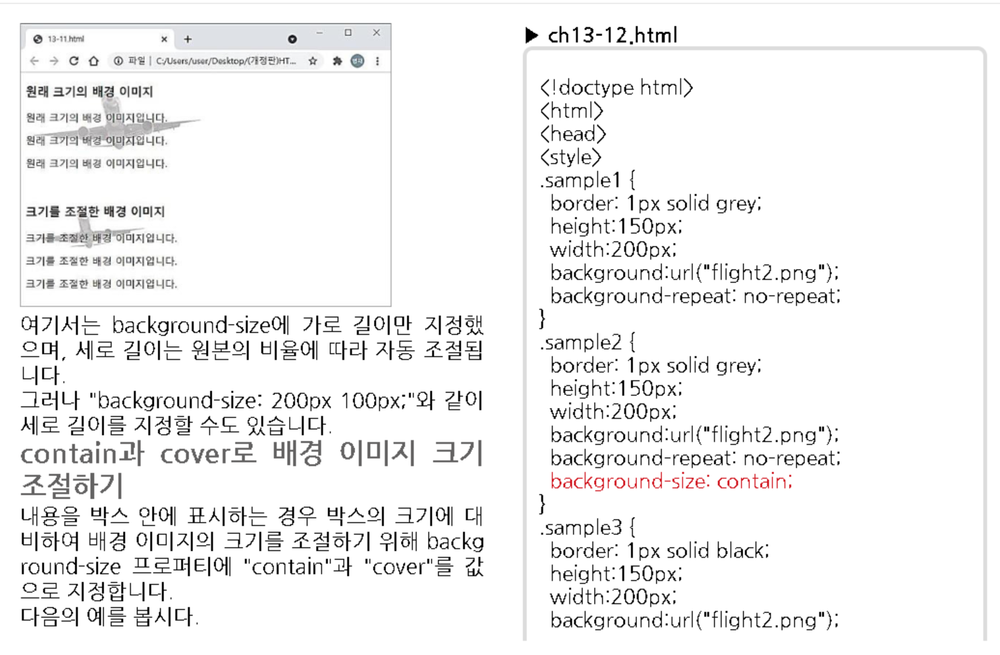 13-11.html
파일 | C:/Users/user/Desktop/(개정판)HT...
원래 크기의 배경 이미지
원래 크기의 배경 이미지입니다.
원래 크기의 배경 이미지입니다.
원래 크기의 배경 이미지입니다.
크기를 조절한 배경 이미지
크기를 조절한 배경 이미지입니다.
크기를 조절한 배경 이미지입니다.
크기를 조절한 배경 이미지입니다.
여기서는 background-size에 가로 길이만 지정했
으며, 세로 길이는 원본의 비율에 따라 자동 조절됩
니다.
그러나 "background-size: 200px 100px;"와 같이
세로 길이를 지정할 수도 있습니다.
contain과 cover로 배경 이미지 크기
조절하기
내용을 박스 안에 표시하는 경우 박스의 크기에 대
비하여 배경 이미지의 크기를 조절하기 위해 backg
round-size 프로퍼티에 "contain"과 "cover"를 값
으로 지정합니다.
다음의 예를 봅시다.
▶ ch13-12.html
<!doctype html>
<html>
<head>
<style>
.sample1 {
border: 1px solid grey;
height:150px;
width:200px;
background:url("flight2.png");
background-repeat: no-repeat;
}
.sample2 {
border: 1px solid grey;
height:150px;
width:200px;
background:url("flight2.png");
background-repeat: no-repeat;
background-size: contain;
}
.sample3 {
border: 1px solid black;
height:150px;
width:200px;
background:url("flight2.png");